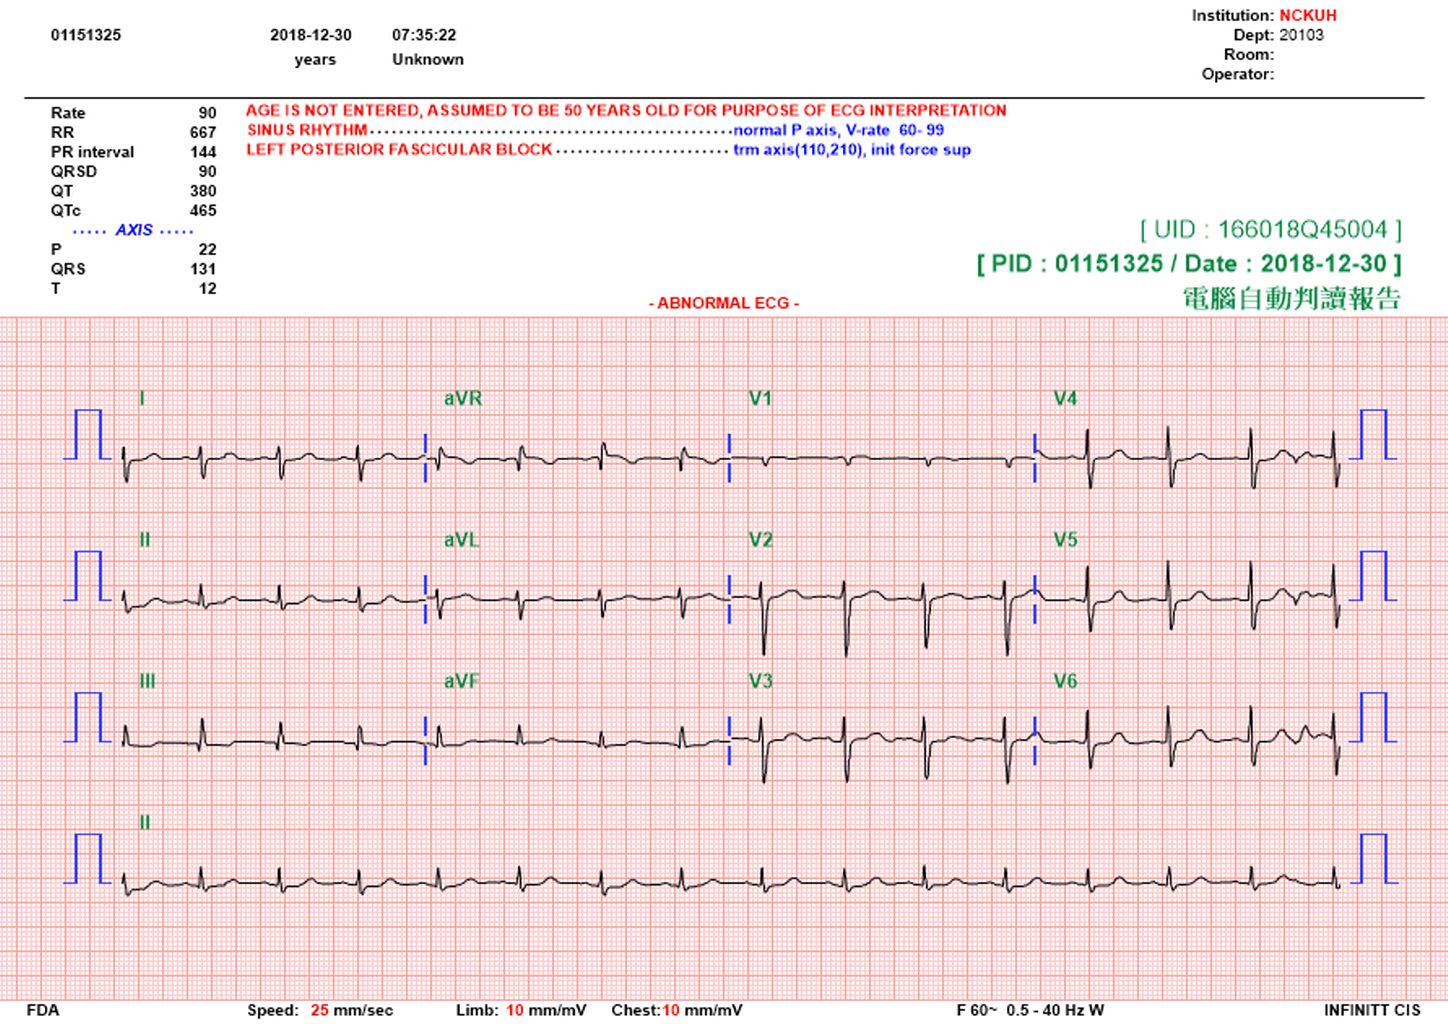 Institution: NCKUH
01151325 2018-12-30 07:35:22 Dept: 20103
Room:
years Unknown
Operator:
Rate 90 AGE IS NOT ENTERED, ASSUMED TO BE 50 YEARS OLD FOR PURPOSE OF ECG INTERPRETATION
RR 667 SINUS RHYTHM normal P axis, V-rate 60- 99
PR interval 144 LEFT POSTERIOR FASCICULAR BLOCK trm axis(110,210), init force sup
QRSD 90
QT 380
QTc 465
AXIS [ UID : 166018Q45004 ]
P 22
QRS 131 [ PID : 01151325 / Date : 2018-12-30 ]
T 12 電腦自動判讀報告
- ABNORMAL ECG -
I aVR V1 V4
II aVL V2 V5
III aVF V3 V6
II
FDA Speed: 25 mm/sec Limb: 10 mm/mV Chest:10 mm/mV F 60~ 0.5 - 40 Hz W INFINITT CIS